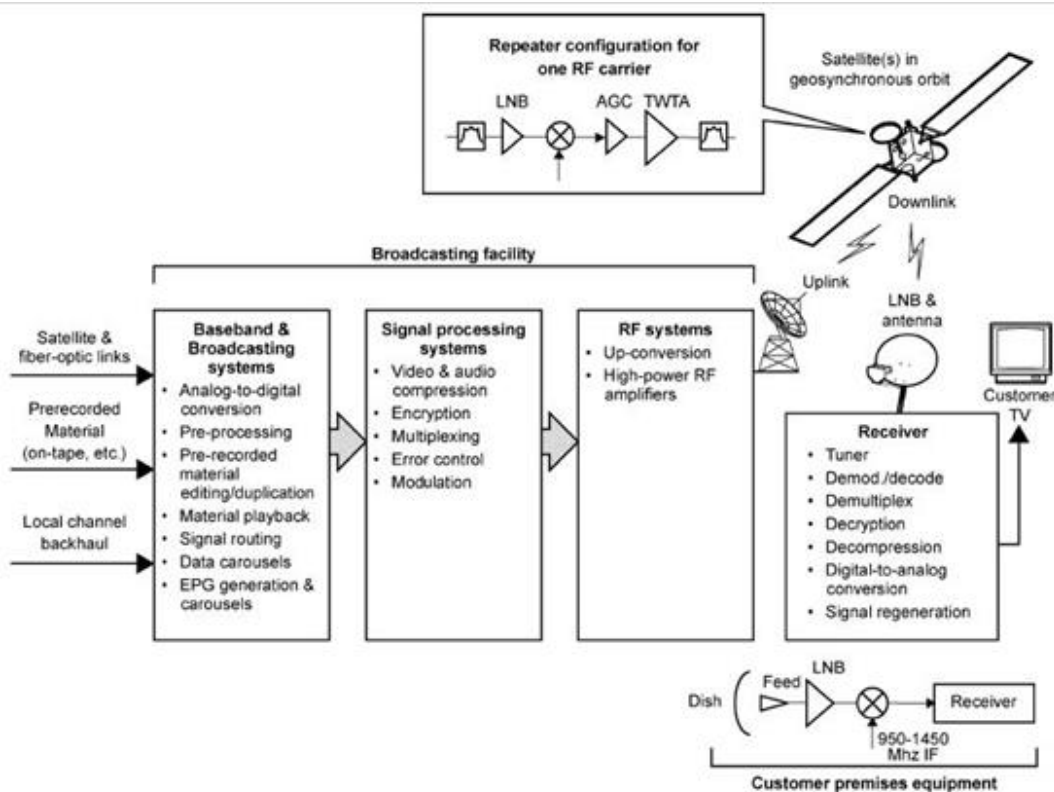 Repeater configuration for
one RF carrier
LNB
AGC TWTA
Satellite(s) in
geosynchronous orbit
Downlink
Uplink
Broadcasting facility
Satellite &
fiber-optic links
Prerecorded
Material
(on-tape, etc.)
Local channel
backhaul
Baseband &
Broadcasting
systems
• Analog-to-digital
conversion
• Pre-processing
• Pre-recorded
material
editing/duplication
• Material playback
• Signal routing
• Data carousels
• EPG generation &
carousels
Signal processing
systems
• Video & audio
compression
• Encryption
• Multiplexing
• Error control
• Modulation
RF systems
• Up-conversion
• High-power RF
amplifiers
LNB &
antenna
Customer
TV
Receiver
• Tuner
• Demod./decode
• Demultiplex
• Decryption
• Decompression
• Digital-to-analog
conversion
• Signal regeneration
Dish
Feed
LNB
Receiver
950-1450
Mhz IF
Customer premises equipment